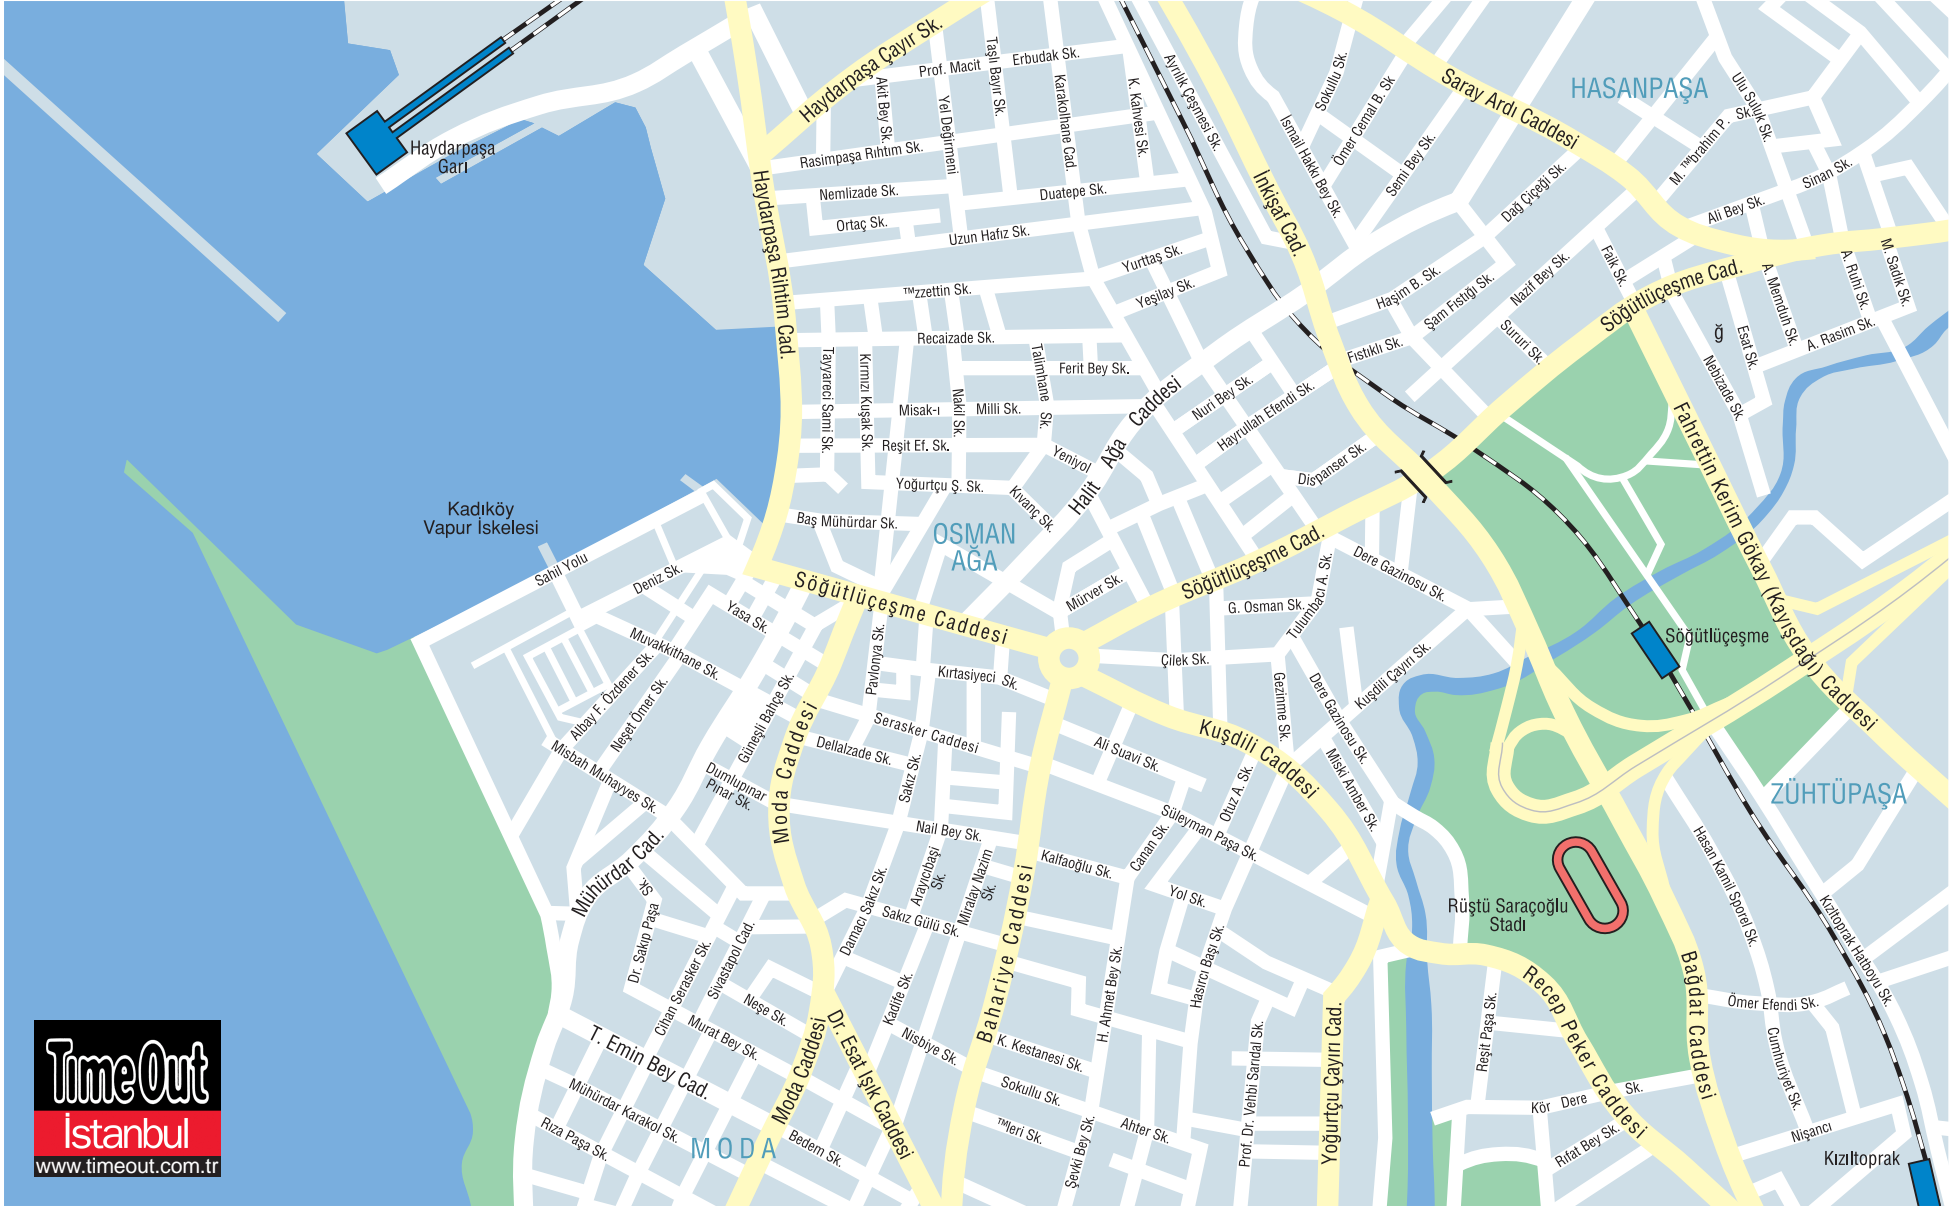 Haydarpaşa Çayır Sk.
Prof. Macit
Erbudak Sk.
Taşlı Bayır Sk.
Akit Bey Sk.
Yel Değirmeni
Karakolhane Cad.
K. Kahvesi Sk.
Ayrılık Çeşmesi Sk.
Sokullu Sk.
Ömer Cemal B. Sk
İsmail Hakkı Bey Sk.
Semi Bey Sk.
Saray Ardı Caddesi
HASANPAŞA
Ulu Suluk Sk.
M. ™brahim P. Sk
Sinan Sk.
Ali Bey Sk.
Dağ Çiçeği Sk.
Haydarpaşa
Garı
Rasimpaşa Rıhtım Sk.
Nemlizade Sk.
Duatepe Sk.
Ortaç Sk.
Uzun Hafız Sk.
Haydarpaşa Rihtim Cad.
Yurttaş Sk.
Yeşilay Sk.
İnkişaf Cad.
Haşim B. Sk.
Şam Fıstığı Sk.
Nazif Bey Sk.
Faik Sk.
Söğütlüçeşme Cad.
A. Memduh Sk.
A. Ruhi Sk.
M. Sadik Sk.
A. Rasim Sk.
ğ
Esat Sk.
Nebizade Sk.
Sururi Sk.
Fıstıklı Sk.
™zzettin Sk.
Recaizade Sk.
Tayyareci Sami Sk.
Kırmızı Kuşak Sk.
Talimhane Sk.
Ferit Bey Sk.
Nakil Sk.
Misak-ı Milli Sk.
Reşit Ef. Sk.
Yeniyol
Halit Ağa Caddesi
Nuri Bey Sk.
Hayrullah Efendi Sk.
Dispanser Sk.
Yoğurtçu Ş. Sk.
Kıvanç Sk.
Baş Mühürdar Sk.
OSMAN
AĞA
Kadıköy
Vapur İskelesi
Sahil Yolu
Deniz Sk.
Yasa Sk.
Söğütlüçeşme Caddesi
Mürver Sk.
Söğütlüçeşme Cad.
G. Osman Sk.
Tulumbacı A. Sk.
Dere Gazinosu Sk.
Fahrettin Kerim Gökay (Kayışdağı) Caddesi
Söğütlüçeşme
Muvakkithane Sk.
Pavlonya Sk.
Kırtasiyeci Sk.
Çilek Sk.
Gezinme Sk.
Dere Gazinosu Sk.
Kuşdili Çayırı Sk.
Albay F. Özdener Sk.
Neşet Ömer Sk.
Misbah Muhayyes Sk.
Güneşli Bahçe Sk.
Moda Caddesi
Dellalzade Sk.
Serasker Caddesi
Sakız Sk.
Ali Suavi Sk.
Kuşdili Caddesi
Miski Amber Sk.
Otuz A. Sk.
Dumlupınar
Pınar Sk.
Nail Bey Sk.
Süleyman Paşa Sk.
Canan Sk.
Kalfaoğlu Sk.
ZÜHTÜPAŞA
Mühürdar Cad.
Dr. Sakıp Paşa Sk
Damacı Sakız Sk.
Arayıcıbaşi
Sk.
Miralay Nazim
Sk.
Sakız Gülü Sk.
Bahariye Caddesi
Yol Sk.
Hasırcı Başı Sk.
H. Ahmet Bey Sk.
Rüştü Saraçoğlu
Stadı
Hasan Kamil Sporel Sk.
Kızıltoprak Hatboyu Sk.
Cihan Serasker Sk.
Sivastapol Cad.
Neşe Sk.
Murat Bey Sk.
Kadife Sk.
Nisbiye Sk.
K. Kestanesi Sk.
Sokullu Sk.
™leri Sk.
Ahter Sk.
Şevki Bey Sk.
Prof. Dr. Vehbi Sarıdal Sk.
Yoğurtçu Çayırı Cad.
Recep Peker Caddesi
Bağdat Caddesi
Ömer Efendi Sk.
Cumhuriyet Sk.
Reşit Paşa Sk.
Kör Dere Sk.
Rıfat Bey Sk.
Nişancı
Kızıltoprak
T. Emin Bey Cad.
Mühürdar Karakol Sk.
Rıza Paşa Sk.
Moda Caddesi
Dr. Esat Işık Caddesi
Bedem Sk.
MODA
Time Out
İstanbul
www.timeout.com.tr